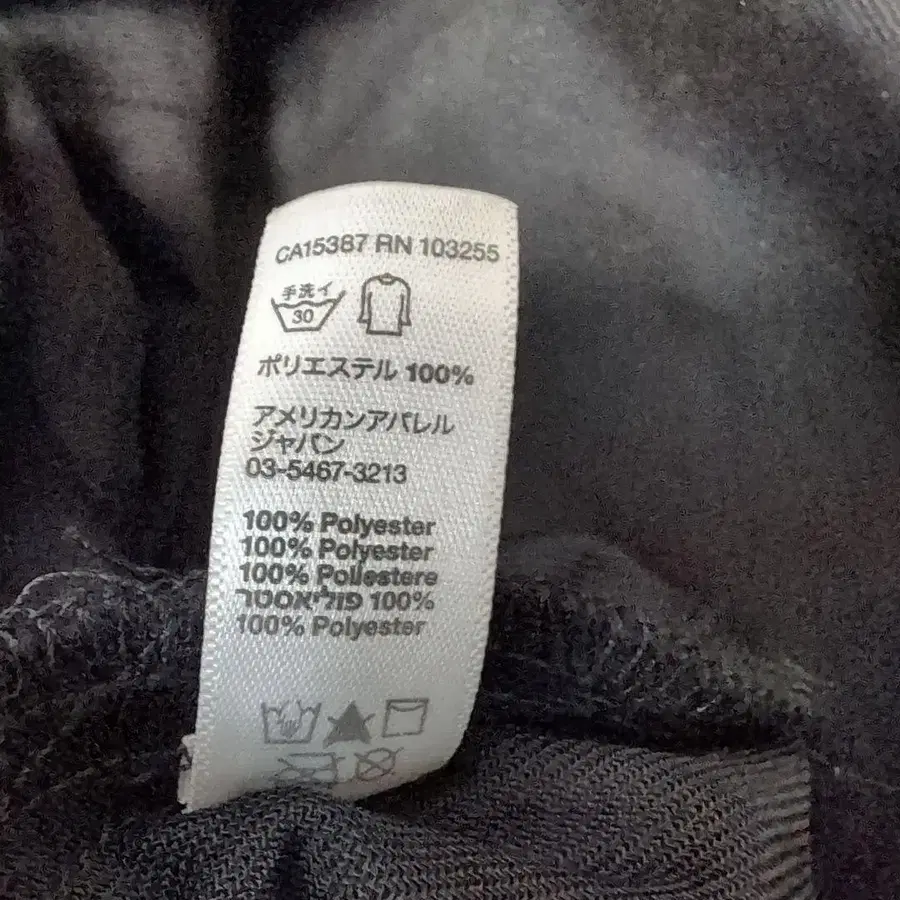 CA15387 RN 103255
手洗イ
30
ポリエステル 100%
アメリカンアパレル
ジャパン
03-5467-3213
100% Polyester
100% Polyester
100% Poliestere
פוליאסטר 100%
100% Polyester